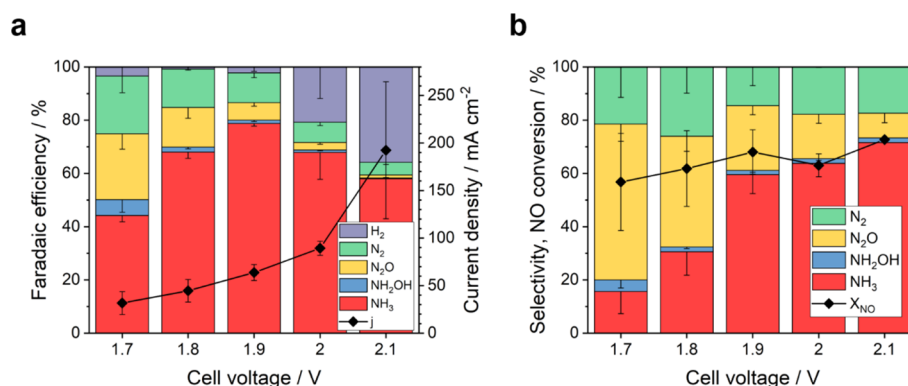 a
b
Faradaic efficiency / %
100
80
60
40
20
0
1.7
1.8
1.9
2
2.1
Cell voltage / V
250
200
150
100
50
0
Current density / mA cm⁻²
H₂
N₂
N₂O
NH₂OH
NH₃
j
Selectivity, NO conversion / %
100
80
60
40
20
0
1.7
1.8
1.9
2
2.1
Cell voltage / V
N₂
N₂O
NH₂OH
NH₃
X_NO